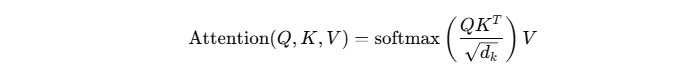 Attention(Q, K, V) = softmax(QK^T / √d_k)V